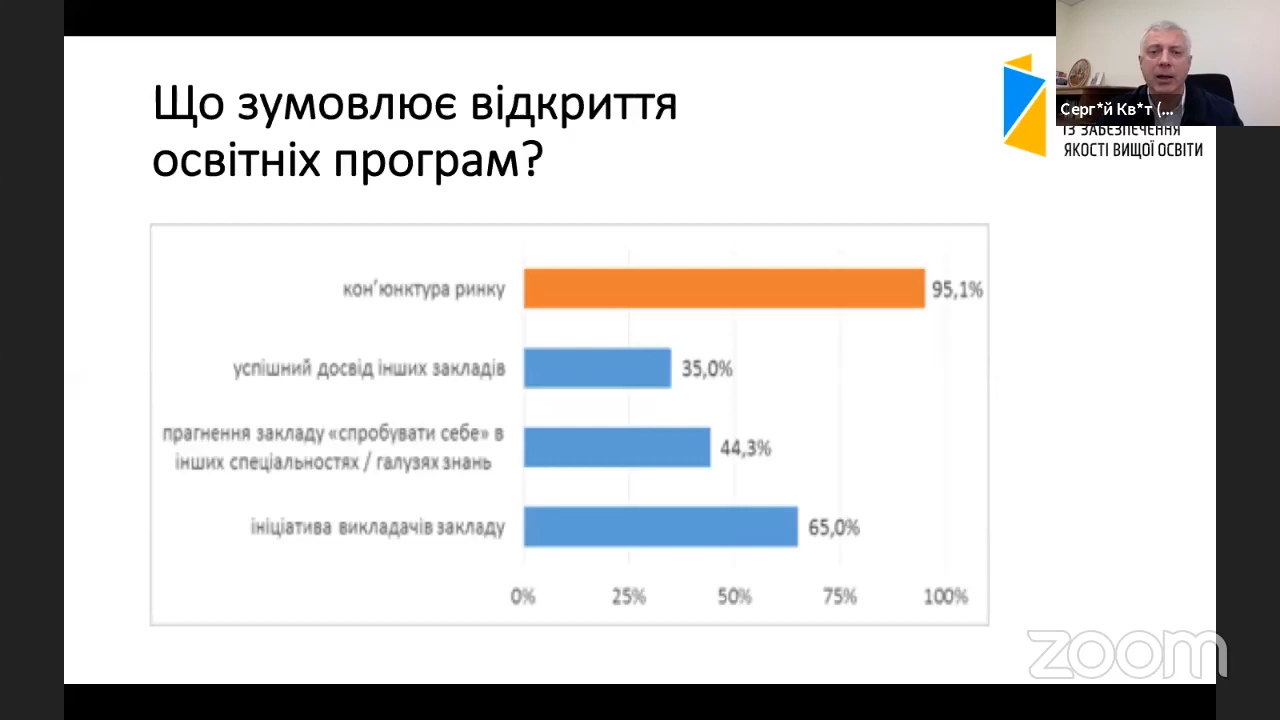 Що зумовлює відкриття
освітніх програм?
Серг*й Кв*т (...
ІЗ ЗАБЕЗПЕЧЕННЯ
ЯКОСТІ ВИЩОЇ ОСВІТИ
кон’юнктура ринку
95,1%
успішний досвід інших закладів
35,0%
прагнення закладу «спробувати себе» в
інших спеціальностях / галузях знань
44,3%
ініціатива викладачів закладу
65,0%
0% 25% 50% 75% 100%
zoom